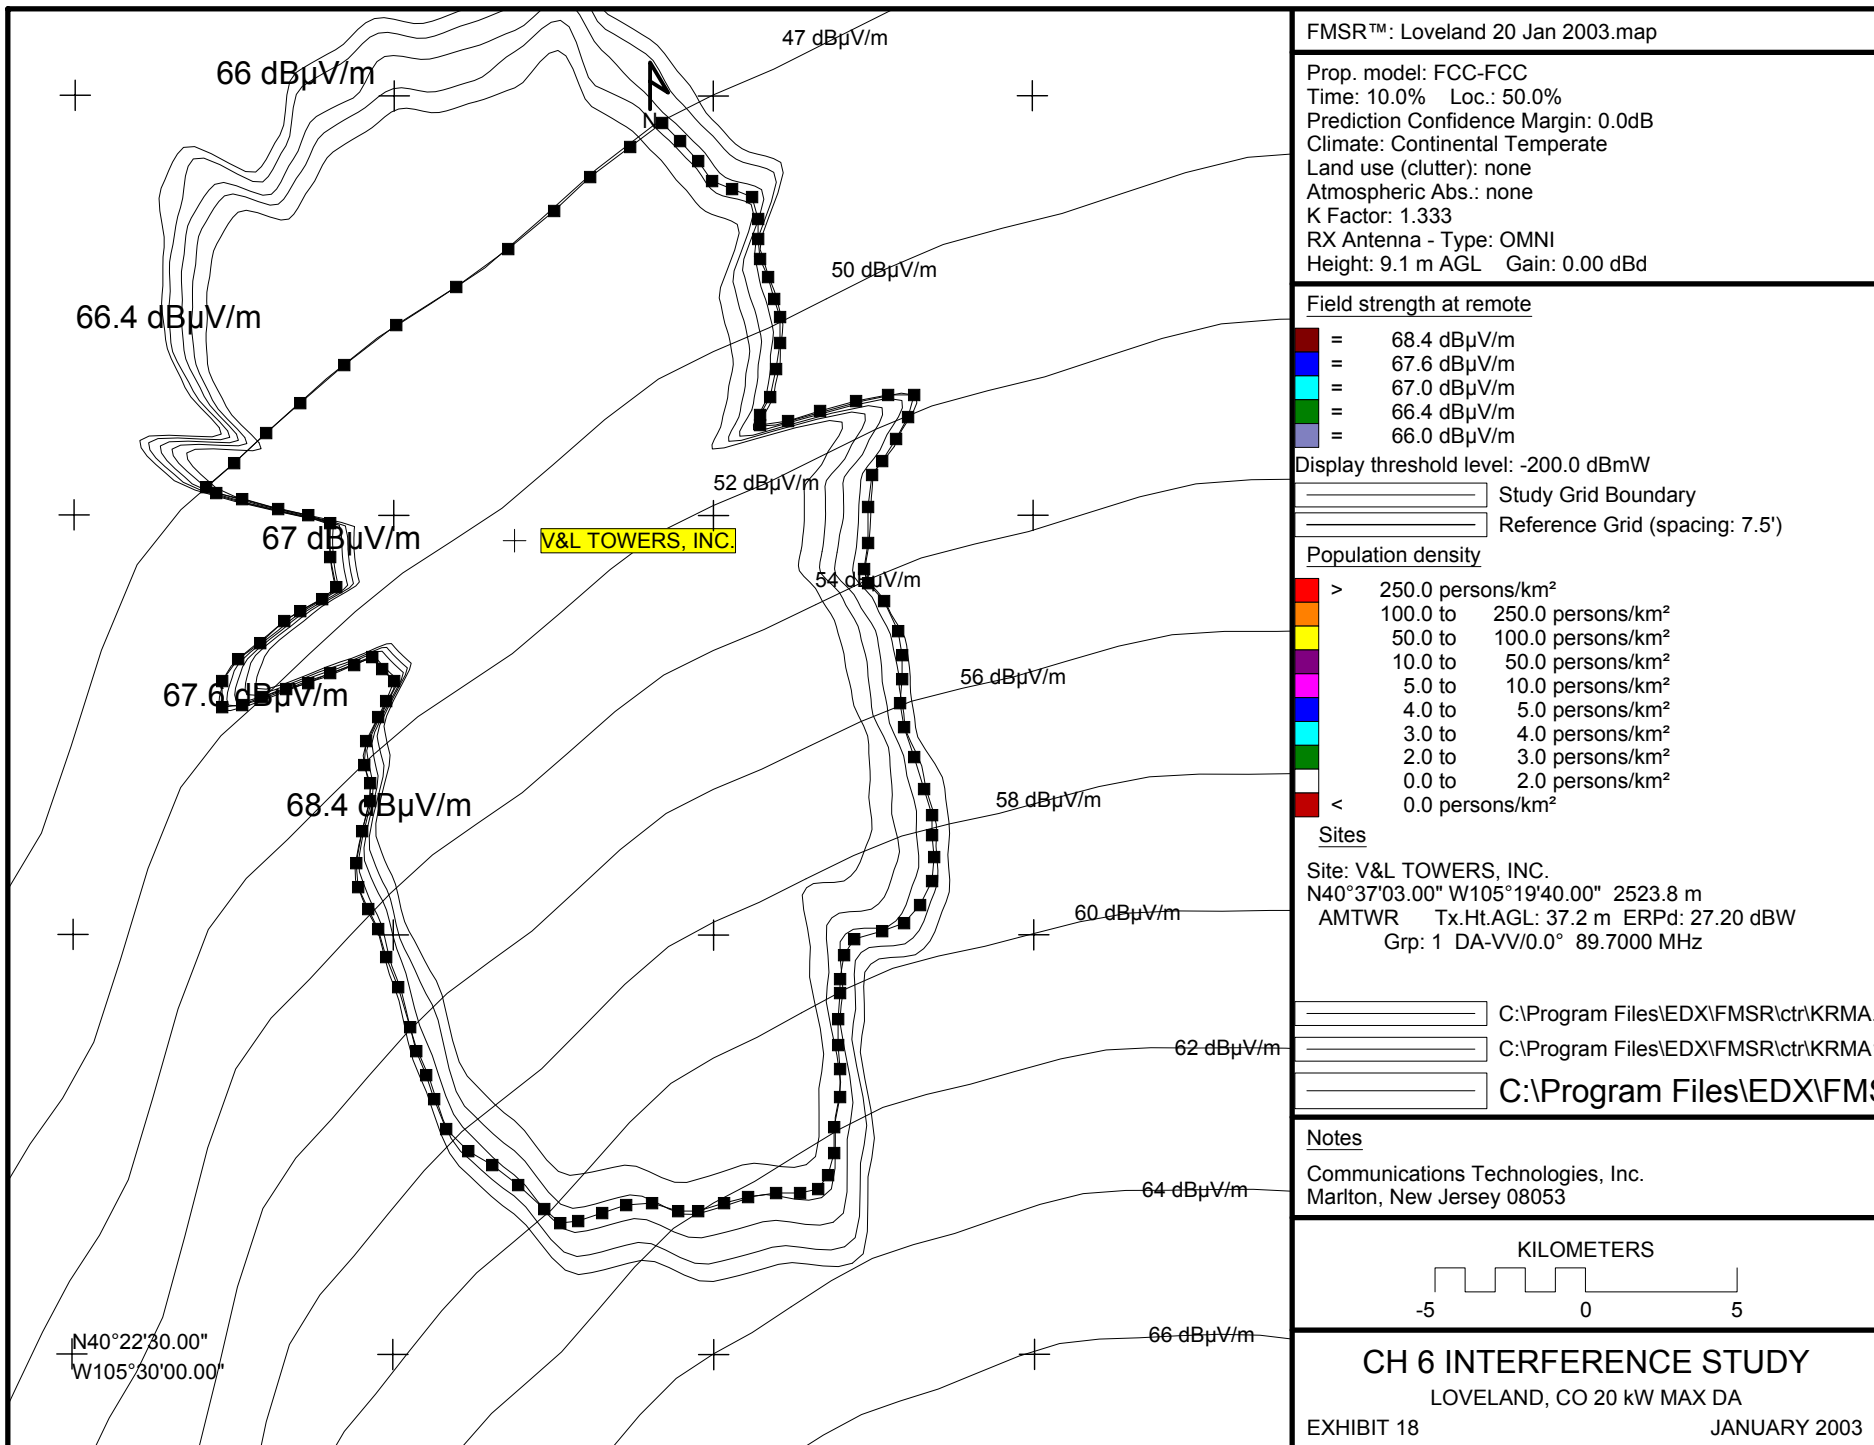 47 dBµV/m
66 dBµV/m
N
50 dBµV/m
66.4 dBµV/m
52 dBµV/m
67 dBµV/m
V&L TOWERS, INC.
54 dBµV/m
56 dBµV/m
67.6 dBµV/m
58 dBµV/m
68.4 dBµV/m
60 dBµV/m
62 dBµV/m
64 dBµV/m
66 dBµV/m
N40°22'30.00"
W105°30'00.00"
FMSR™: Loveland 20 Jan 2003.map
Prop. model: FCC-FCC
Time: 10.0% Loc.: 50.0%
Prediction Confidence Margin: 0.0dB
Climate: Continental Temperate
Land use (clutter): none
Atmospheric Abs.: none
K Factor: 1.333
RX Antenna - Type: OMNI
Height: 9.1 m AGL Gain: 0.00 dBd
Field strength at remote
= 68.4 dBµV/m
= 67.6 dBµV/m
= 67.0 dBµV/m
= 66.4 dBµV/m
= 66.0 dBµV/m
Display threshold level: -200.0 dBmW
Study Grid Boundary
Reference Grid (spacing: 7.5')
Population density
> 250.0 persons/km²
100.0 to 250.0 persons/km²
50.0 to 100.0 persons/km²
10.0 to 50.0 persons/km²
5.0 to 10.0 persons/km²
4.0 to 5.0 persons/km²
3.0 to 4.0 persons/km²
2.0 to 3.0 persons/km²
0.0 to 2.0 persons/km²
< 0.0 persons/km²
Sites
Site: V&L TOWERS, INC.
N40°37'03.00" W105°19'40.00" 2523.8 m
AMTWR Tx.Ht.AGL: 37.2 m ERPd: 27.20 dBW
Grp: 1 DA-VV/0.0° 89.7000 MHz
C:\Program Files\EDX\FMSR\ctr\KRMA.
C:\Program Files\EDX\FMSR\ctr\KRMA
C:\Program Files\EDX\FMS
Notes
Communications Technologies, Inc.
Marlton, New Jersey 08053
KILOMETERS
-5 0 5
CH 6 INTERFERENCE STUDY
LOVELAND, CO 20 kW MAX DA
EXHIBIT 18 JANUARY 2003